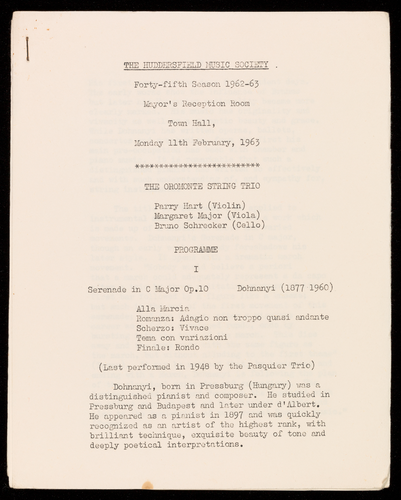 THE HUDDERSFIELD MUSIC SOCIETY .
Forty-fifth Season 1962-63
Mayor's Reception Room
Town Hall,
Monday 11th February, 1963
**************************
THE OROMONTE STRING TRIO
Parry Hart (Violin)
Margaret Major (Viola)
Bruno Schrecker (Cello)
PROGRAMME
I
Serenade in C Major Op.10 Dohnanyi (1877 1960)
Alla Marcia
Romanza: Adagio non troppo quasi andante
Scherzo: Vivace
Tema con variazioni
Finale: Rondo
(Last performed in 1948 by the Pasquier Trio)
Dohnanyi, born in Pressburg (Hungary) was a
distinguished pianist and composer. He studied in
Pressburg and Budapest and later under d'Albert.
He appeared as a pianist in 1897 and was quickly
recognized as an artist of the highest rank, with
brilliant technique, exquisite beauty of tone and
deeply poetical interpretations.